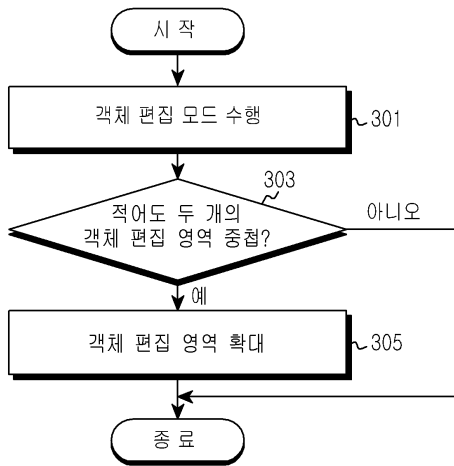 시 작
객체 편집 모드 수행
301
303
적어도 두 개의
객체 편집 영역 중첩?
아니오
예
객체 편집 영역 확대
305
종 료